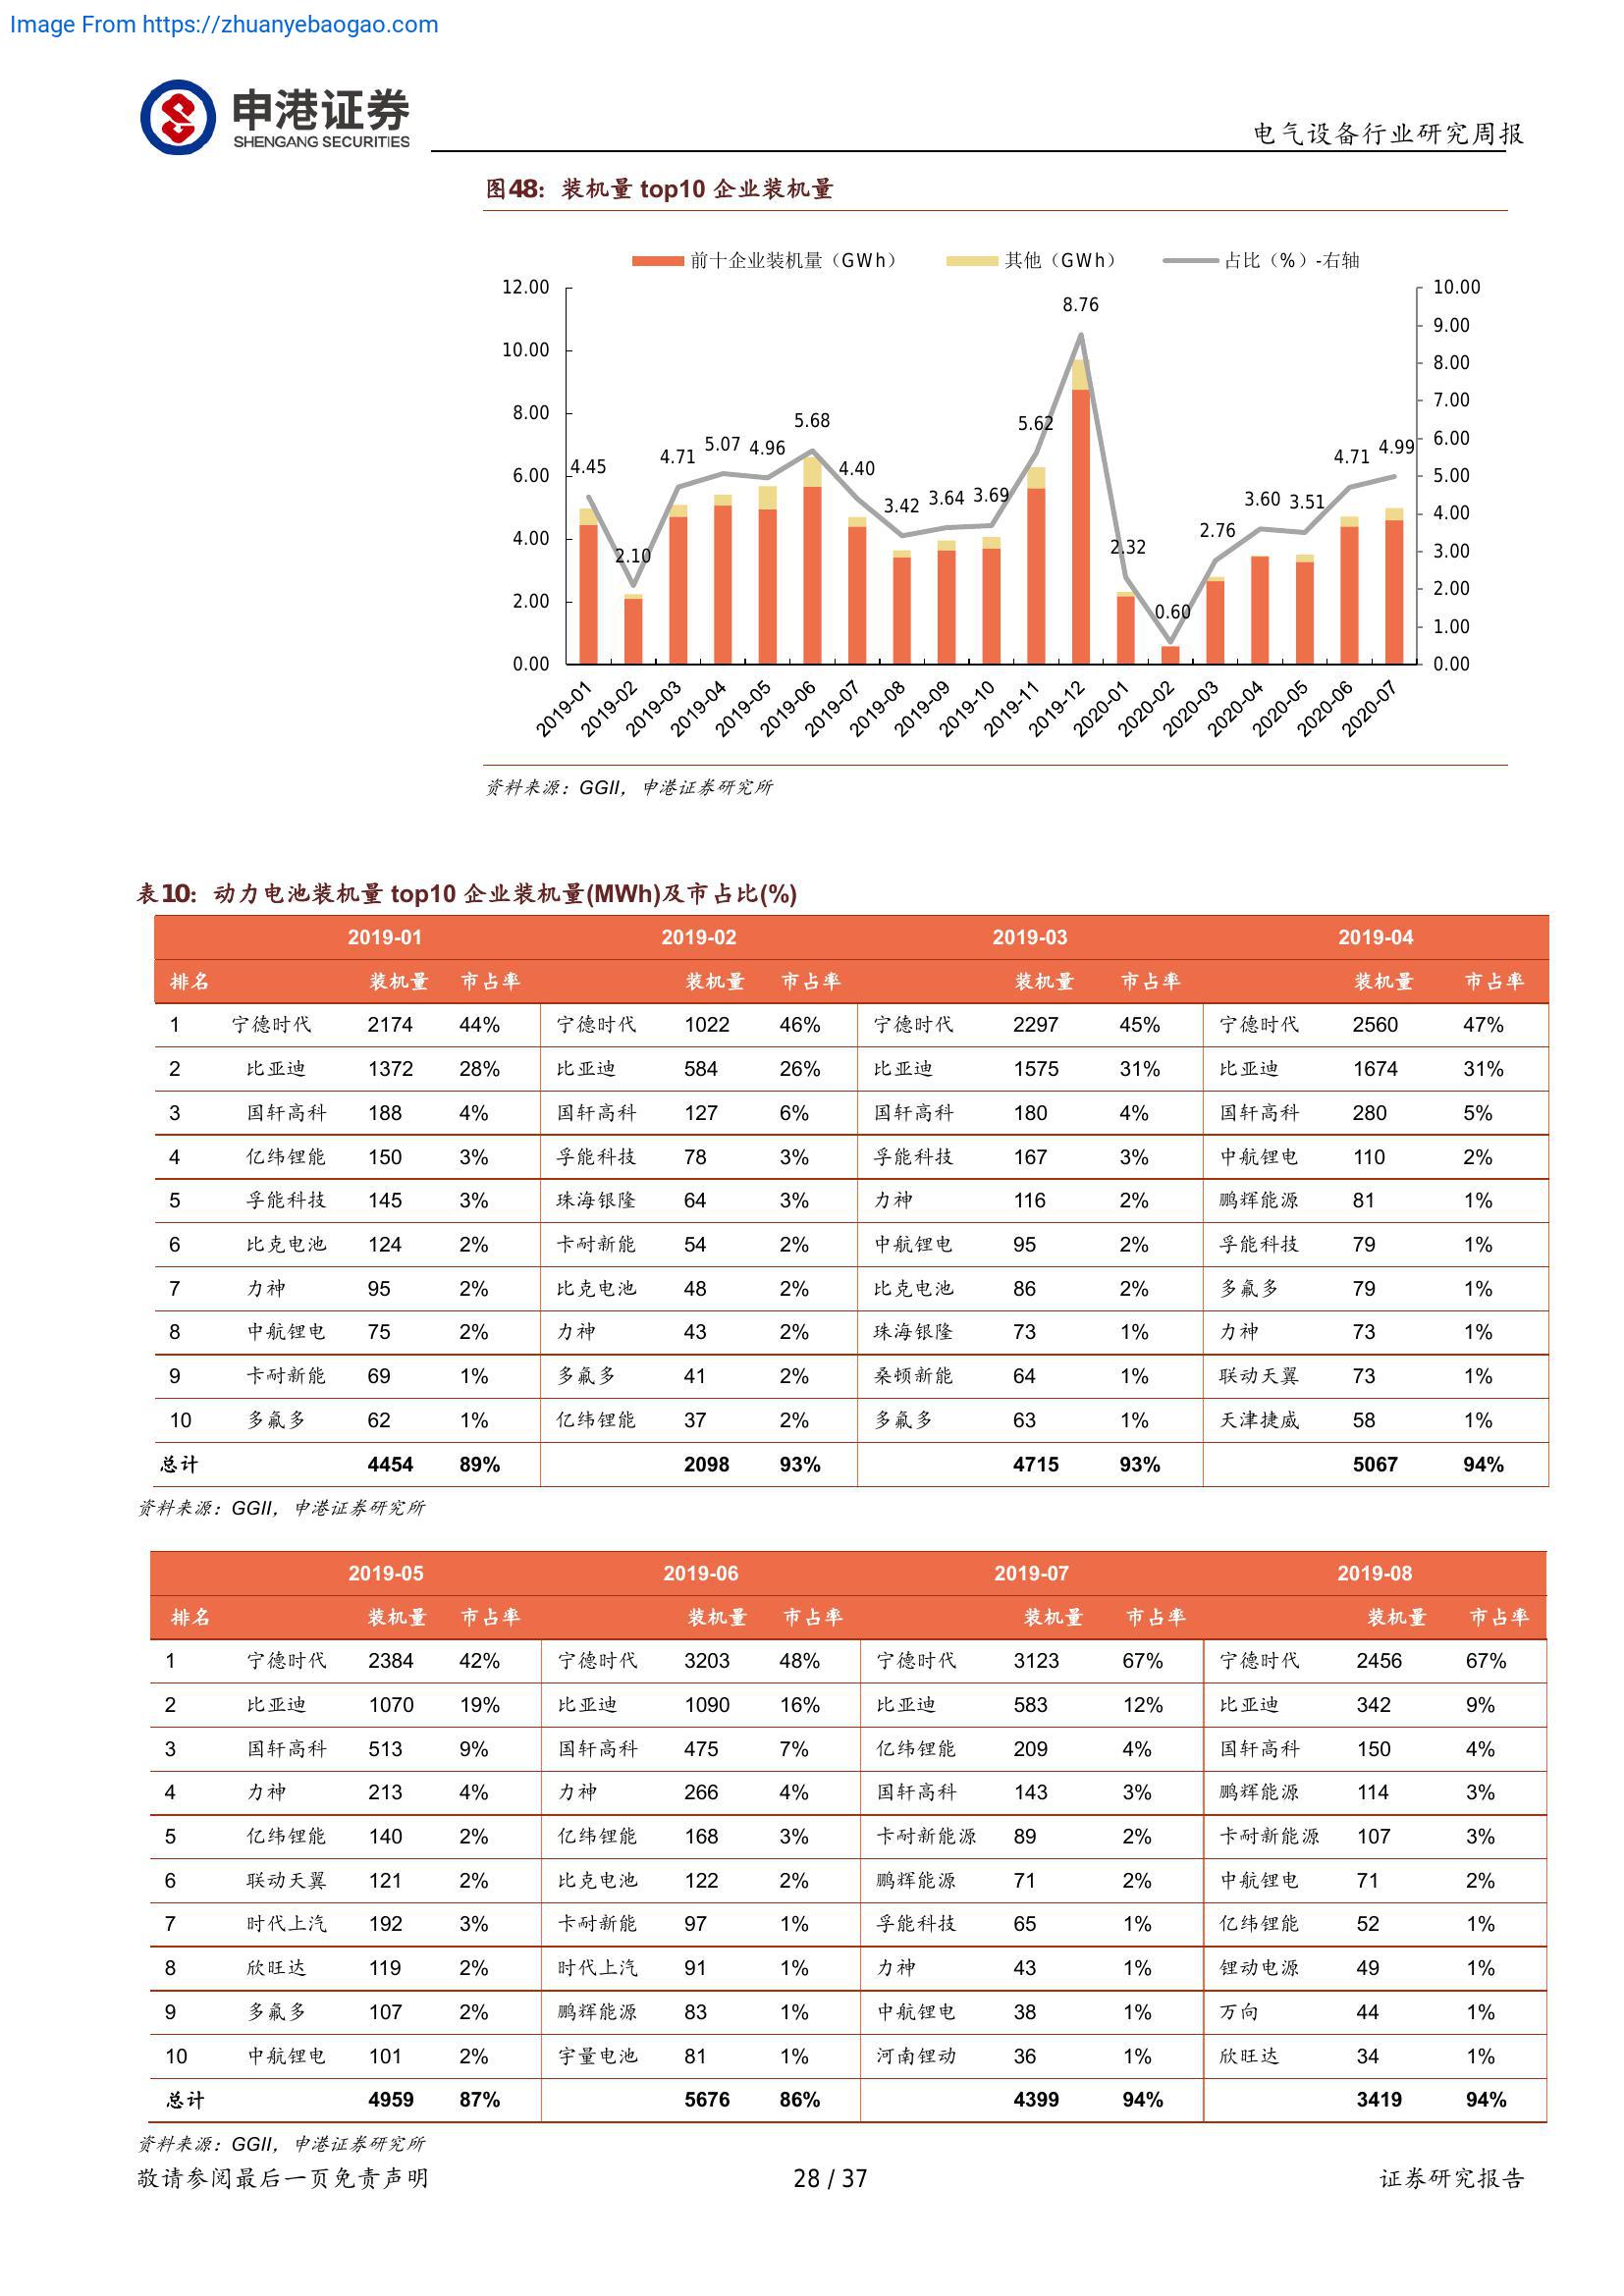 Image From https://zhuanyebaogao.com
申港证券
SHENGANG SECURITIES
电气设备行业研究周报
图48: 装机量 top10 企业装机量
前十企业装机量（GWh） 其他（GWh） 占比（%）-右轴
12.00
10.00
8.00
6.00
4.00
2.00
0.00
10.00
9.00
8.00
7.00
6.00
5.00
4.00
3.00
2.00
1.00
0.00
4.45 2.10 4.71 5.07 4.96 5.68 4.40 3.42 3.64 3.69 5.62 8.76 2.32 0.60 2.76 3.60 3.51 4.71 4.99
2019-01 2019-02 2019-03 2019-04 2019-05 2019-06 2019-07 2019-08 2019-09 2019-10 2019-11 2019-12 2020-01 2020-02 2020-03 2020-04 2020-05 2020-06 2020-07
资料来源：GGII，申港证券研究所
表10: 动力电池装机量 top10 企业装机量(MWh)及市占比(%)
2019-01 2019-02 2019-03 2019-04
排名 装机量 市占率 装机量 市占率 装机量 市占率 装机量 市占率
1 宁德时代 2174 44% 宁德时代 1022 46% 宁德时代 2297 45% 宁德时代 2560 47%
2 比亚迪 1372 28% 比亚迪 584 26% 比亚迪 1575 31% 比亚迪 1674 31%
3 国轩高科 188 4% 国轩高科 127 6% 国轩高科 180 4% 国轩高科 280 5%
4 亿纬锂能 150 3% 孚能科技 78 3% 孚能科技 167 3% 中航锂电 110 2%
5 孚能科技 145 3% 珠海银隆 64 3% 力神 116 2% 鹏辉能源 81 1%
6 比克电池 124 2% 卡耐新能 54 2% 中航锂电 95 2% 孚能科技 79 1%
7 力神 95 2% 比克电池 48 2% 比克电池 86 2% 多氟多 79 1%
8 中航锂电 75 2% 力神 43 2% 珠海银隆 73 1% 力神 73 1%
9 卡耐新能 69 1% 多氟多 41 2% 桑顿新能 64 1% 联动天翼 73 1%
10 多氟多 62 1% 亿纬锂能 37 2% 多氟多 63 1% 天津捷威 58 1%
总计 4454 89% 2098 93% 4715 93% 5067 94%
资料来源：GGII，申港证券研究所
2019-05 2019-06 2019-07 2019-08
排名 装机量 市占率 装机量 市占率 装机量 市占率 装机量 市占率
1 宁德时代 2384 42% 宁德时代 3203 48% 宁德时代 3123 67% 宁德时代 2456 67%
2 比亚迪 1070 19% 比亚迪 1090 16% 比亚迪 583 12% 比亚迪 342 9%
3 国轩高科 513 9% 国轩高科 475 7% 亿纬锂能 209 4% 国轩高科 150 4%
4 力神 213 4% 力神 266 4% 国轩高科 143 3% 鹏辉能源 114 3%
5 亿纬锂能 140 2% 亿纬锂能 168 3% 卡耐新能源 89 2% 卡耐新能源 107 3%
6 联动天翼 121 2% 比克电池 122 2% 鹏辉能源 71 2% 中航锂电 71 2%
7 时代上汽 192 3% 卡耐新能 97 1% 孚能科技 65 1% 亿纬锂能 52 1%
8 欣旺达 119 2% 时代上汽 91 1% 力神 43 1% 锂动电源 49 1%
9 多氟多 107 2% 鹏辉能源 83 1% 中航锂电 38 1% 万向 44 1%
10 中航锂电 101 2% 宇量电池 81 1% 河南锂动 36 1% 欣旺达 34 1%
总计 4959 87% 5676 86% 4399 94% 3419 94%
资料来源：GGII，申港证券研究所
敬请参阅最后一页免责声明 28 / 37 证券研究报告